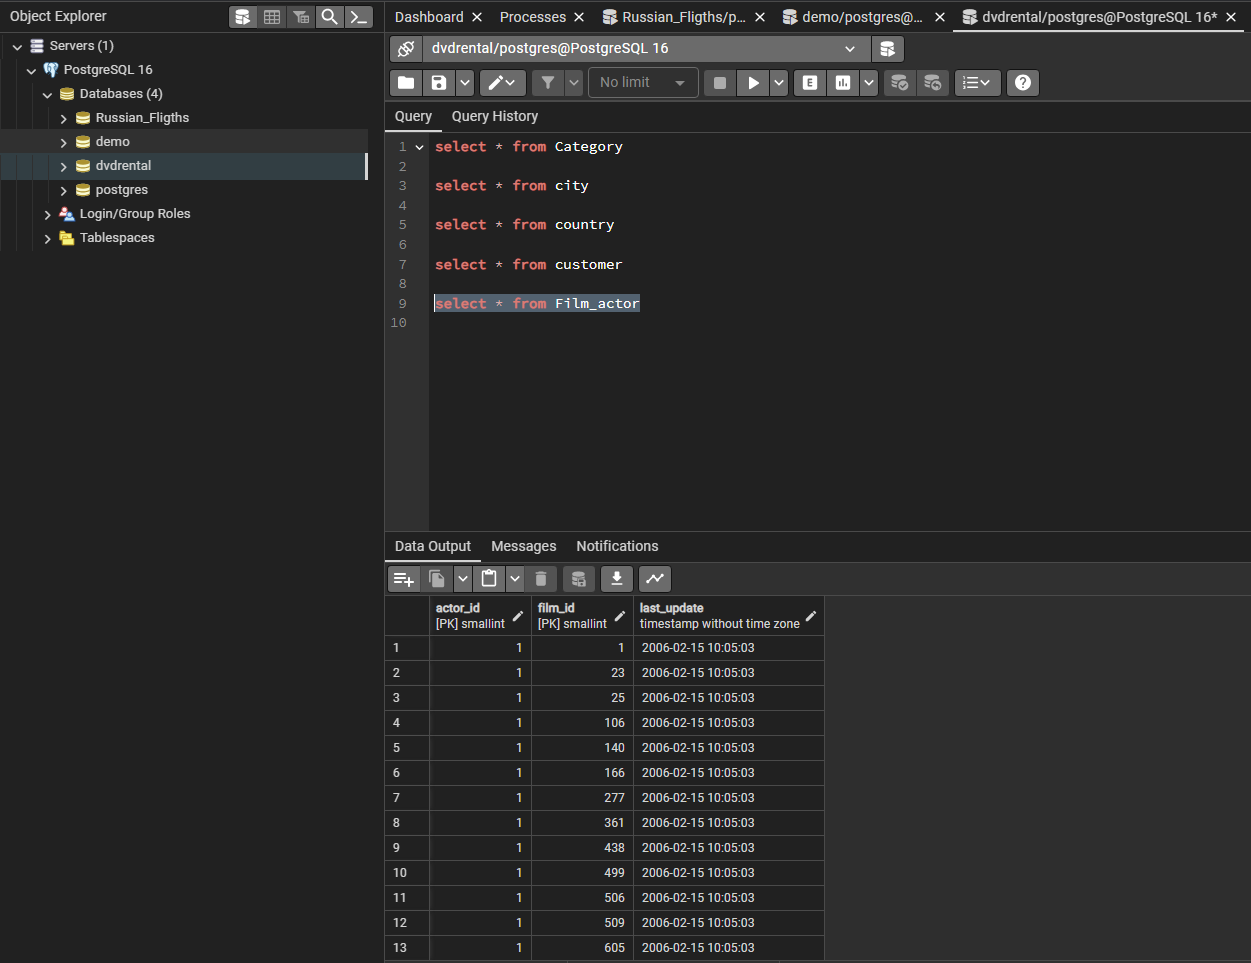 Object Explorer
Servers (1)
PostgreSQL 16
Databases (4)
Russian_Fligths
demo
dvdrental
postgres
Login/Group Roles
Tablespaces
Dashboard Processes Russian_Fligths/p... demo/postgres@... dvdrental/postgres@PostgreSQL 16*
dvdrental/postgres@PostgreSQL 16
No limit E
Query Query History
1 select * from Category
2
3 select * from city
4
5 select * from country
6
7 select * from customer
8
9 select * from Film_actor
10
Data Output Messages Notifications
actor_id film_id last_update
[PK] smallint [PK] smallint timestamp without time zone
1 1 1 2006-02-15 10:05:03
2 1 23 2006-02-15 10:05:03
3 1 25 2006-02-15 10:05:03
4 1 106 2006-02-15 10:05:03
5 1 140 2006-02-15 10:05:03
6 1 166 2006-02-15 10:05:03
7 1 277 2006-02-15 10:05:03
8 1 361 2006-02-15 10:05:03
9 1 438 2006-02-15 10:05:03
10 1 499 2006-02-15 10:05:03
11 1 506 2006-02-15 10:05:03
12 1 509 2006-02-15 10:05:03
13 1 605 2006-02-15 10:05:03